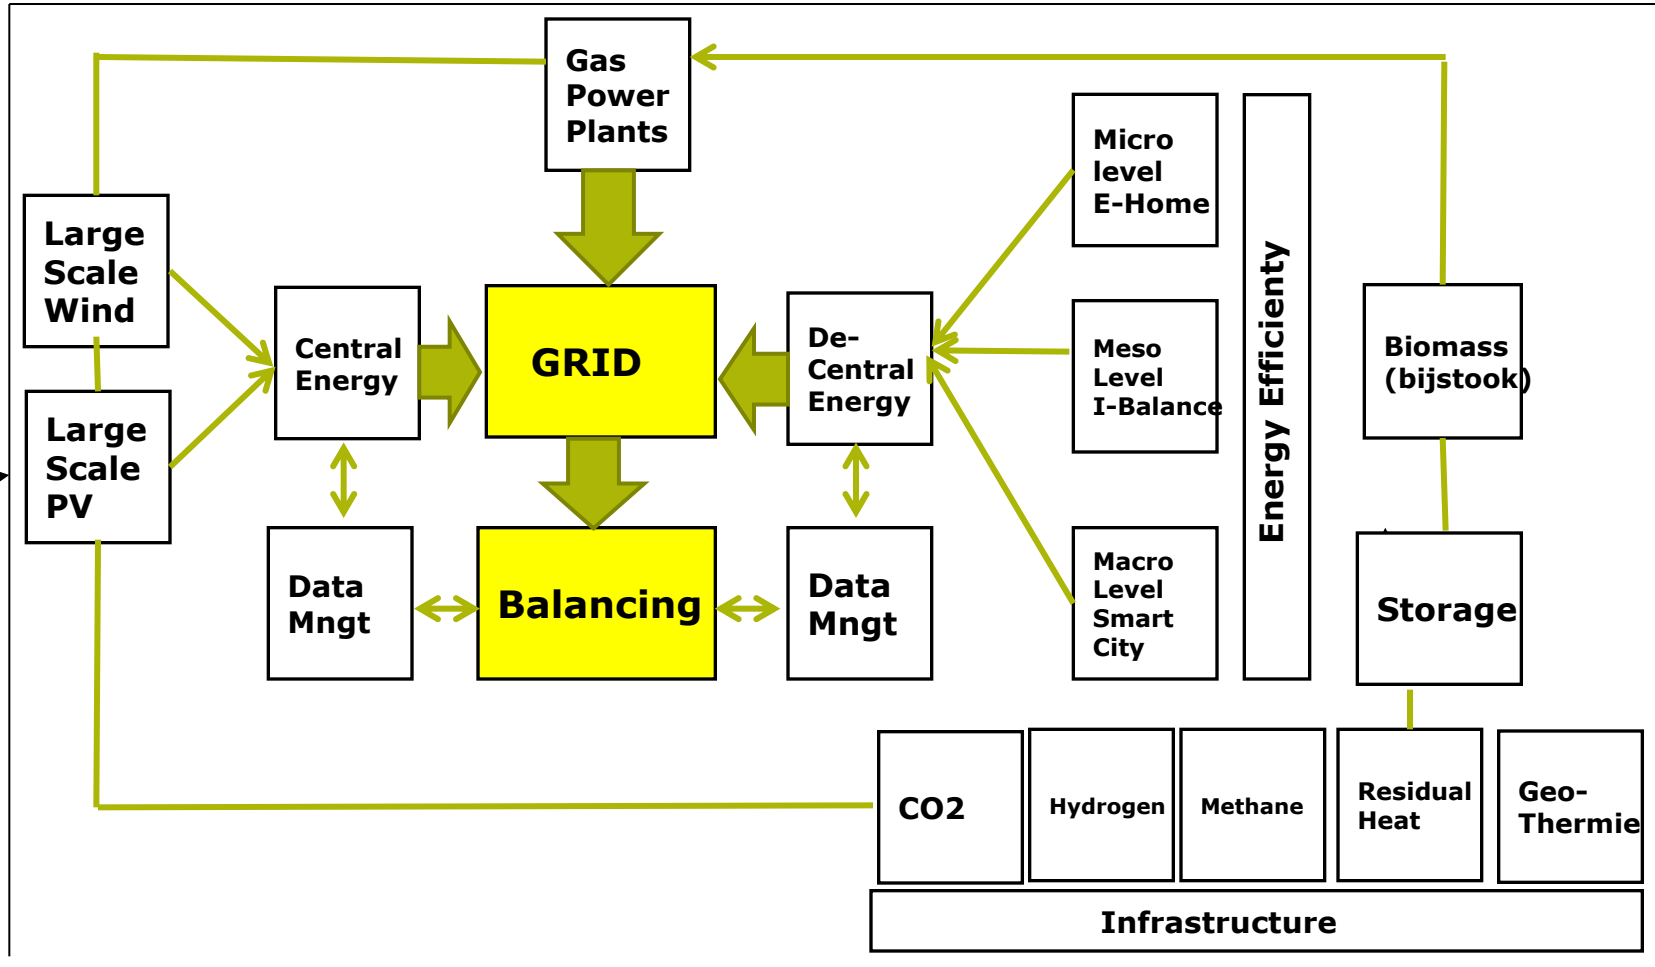 Gas
Power
Plants
Large
Scale
Wind
Large
Scale
PV
Central
Energy
GRID
De-
Central
Energy
Micro
level
E-Home
Meso
Level
I-Balance
Macro
Level
Smart
City
Energy Efficienty
Biomass
(bijstook)
Storage
Data
Mngt
Balancing
Data
Mngt
CO2
Hydrogen
Methane
Residual
Heat
Geo-
Thermie
Infrastructure